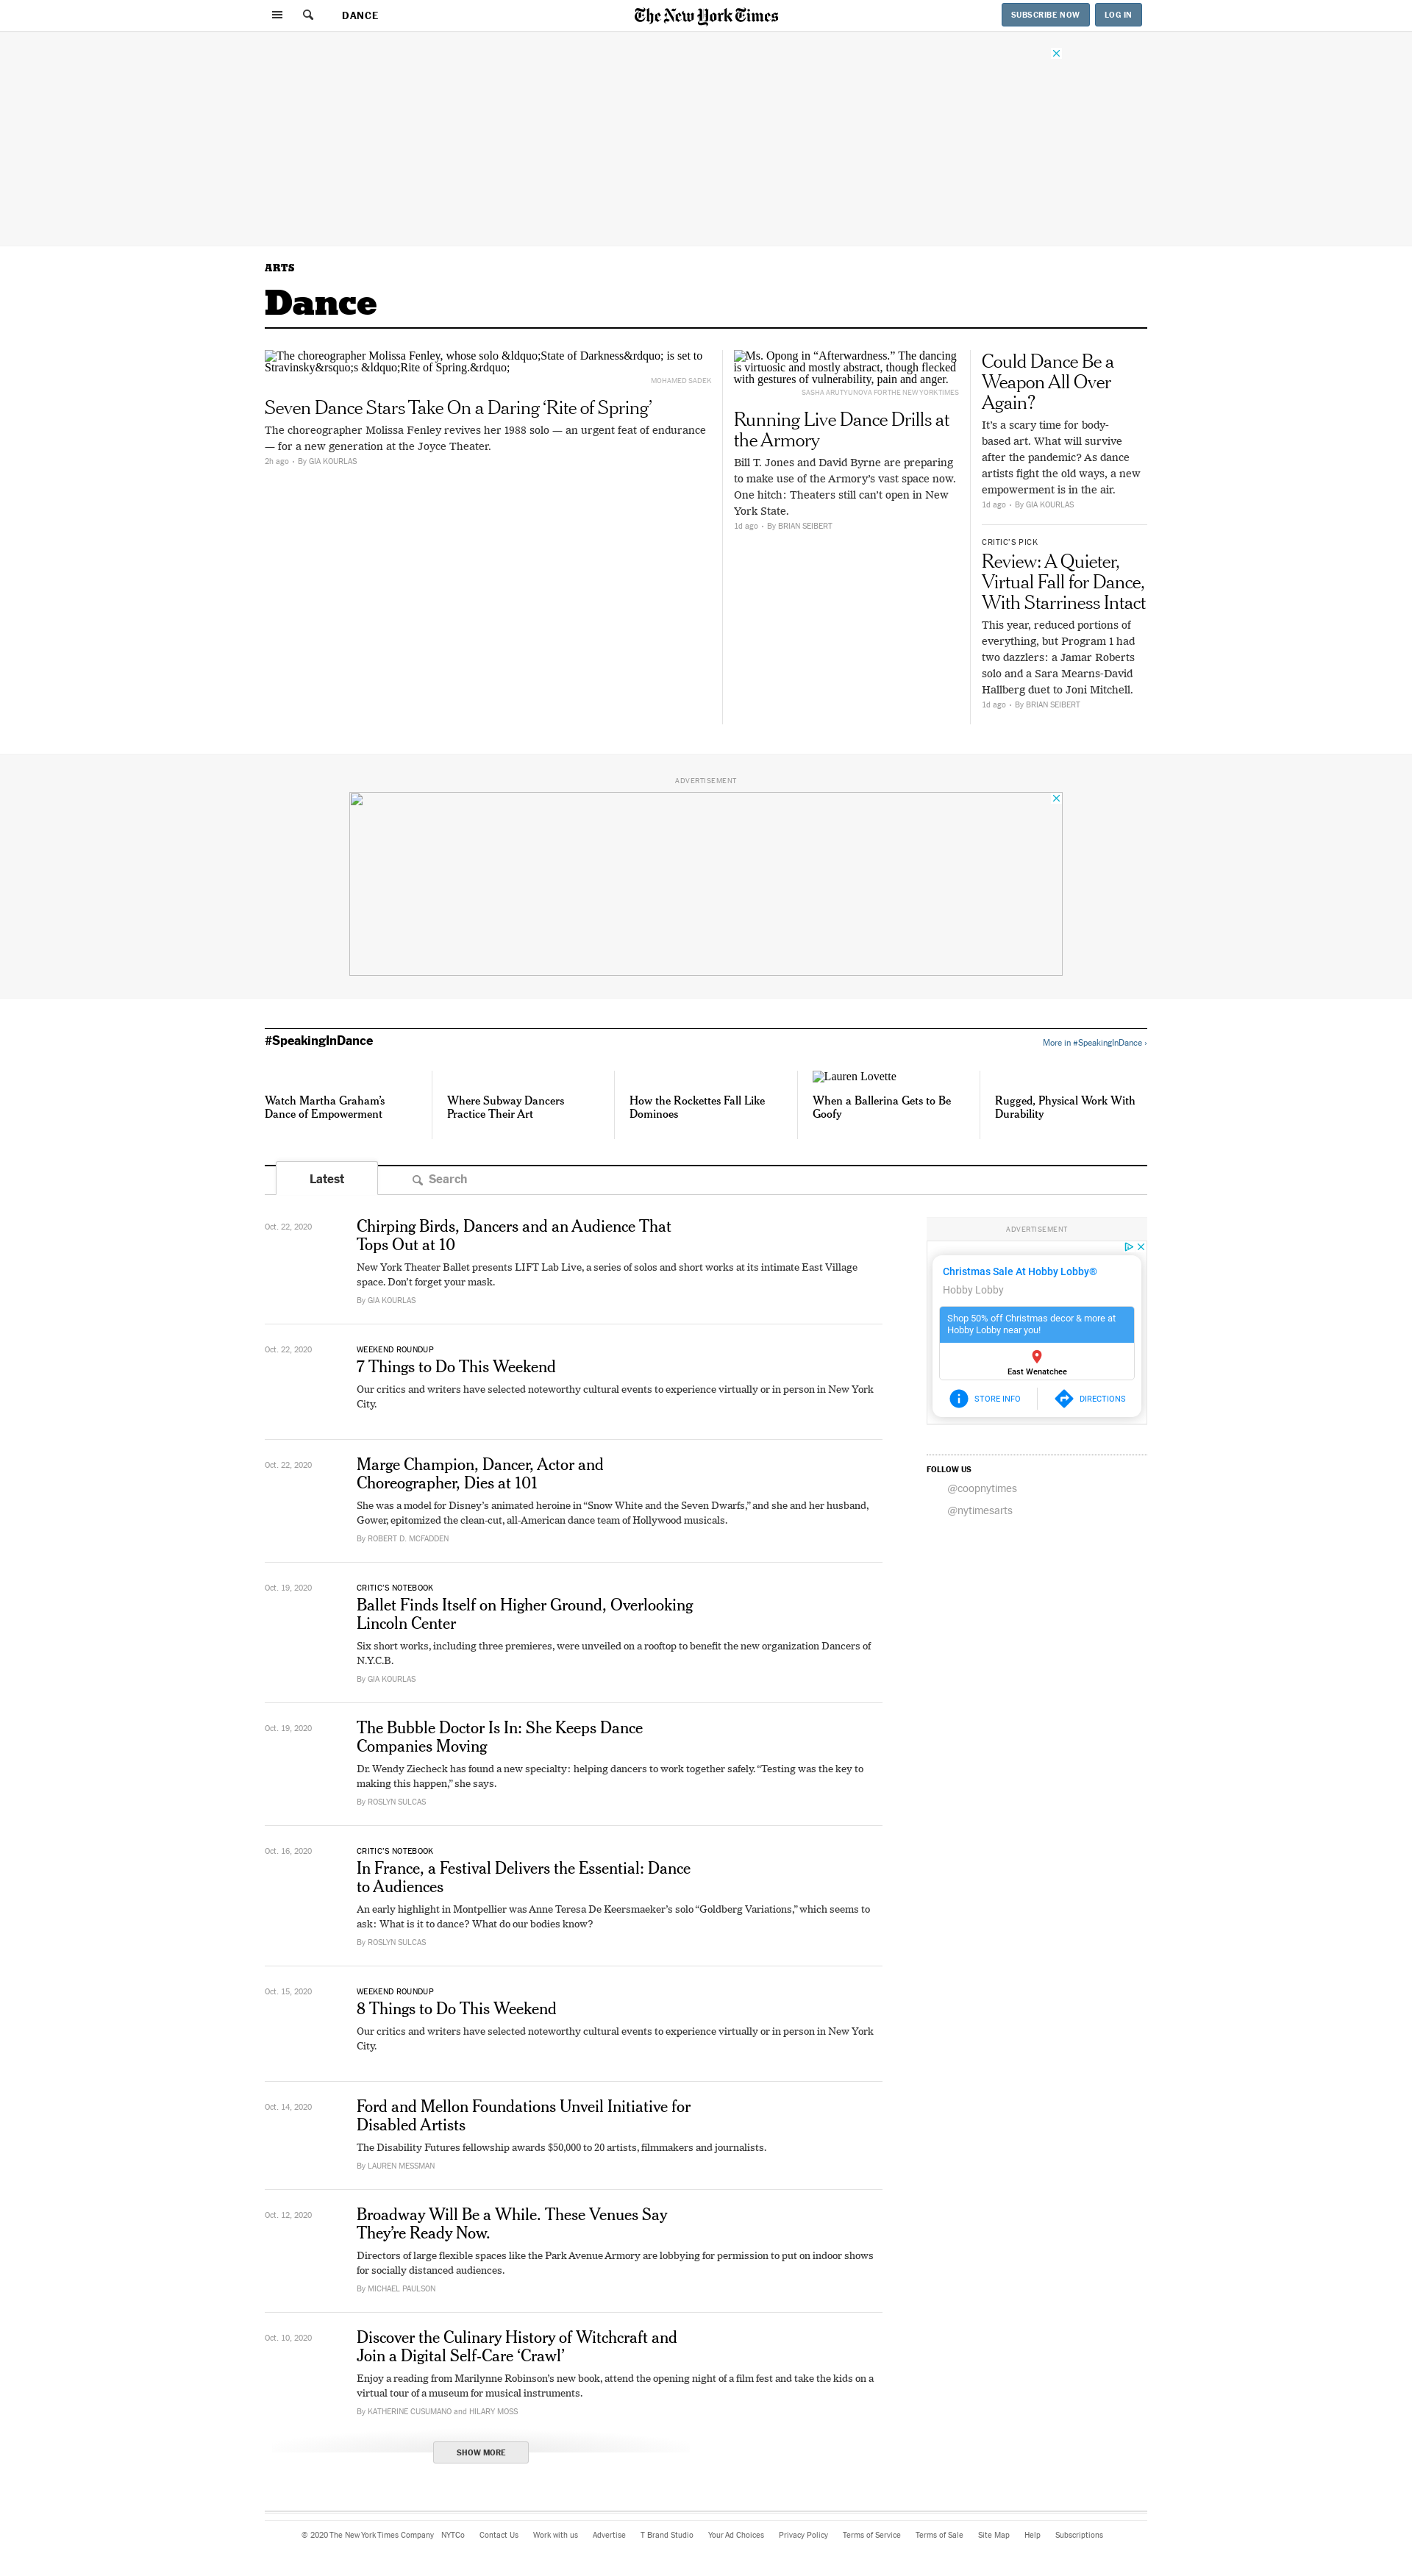 DANCE
The New York Times
SUBSCRIBE NOW
LOG IN
ARTS
Dance
The choreographer Molissa Fenley, whose solo &ldquo;State of Darkness&rdquo; is set to
Stravinsky&rsquo;s &ldquo;Rite of Spring.&rdquo;
MOHAMED SADEK
Seven Dance Stars Take On a Daring ‘Rite of Spring’
The choreographer Molissa Fenley revives her 1988 solo — an urgent feat of endurance
— for a new generation at the Joyce Theater.
2h ago • By GIA KOURLAS
Ms. Opong in “Afterwardness.” The dancing
is virtuosic and mostly abstract, though flecked
with gestures of vulnerability, pain and anger.
SASHA ARUTYUNOVA FOR THE NEW YORK TIMES
Running Live Dance Drills at
the Armory
Bill T. Jones and David Byrne are preparing
to make use of the Armory’s vast space now.
One hitch: Theaters still can’t open in New
York State.
1d ago • By BRIAN SEIBERT
Could Dance Be a
Weapon All Over
Again?
It’s a scary time for body-
based art. What will survive
after the pandemic? As dance
artists fight the old ways, a new
empowerment is in the air.
1d ago • By GIA KOURLAS
CRITIC’S PICK
Review: A Quieter,
Virtual Fall for Dance,
With Starriness Intact
This year, reduced portions of
everything, but Program 1 had
two dazzlers: a Jamar Roberts
solo and a Sara Mearns-David
Hallberg duet to Joni Mitchell.
1d ago • By BRIAN SEIBERT
ADVERTISEMENT
#SpeakingInDance
More in #SpeakingInDance ›
Watch Martha Graham’s
Dance of Empowerment
Where Subway Dancers
Practice Their Art
How the Rockettes Fall Like
Dominoes
Lauren Lovette
When a Ballerina Gets to Be
Goofy
Rugged, Physical Work With
Durability
Latest
Search
Oct. 22, 2020
Chirping Birds, Dancers and an Audience That
Tops Out at 10
New York Theater Ballet presents LIFT Lab Live, a series of solos and short works at its intimate East Village
space. Don’t forget your mask.
By GIA KOURLAS
Oct. 22, 2020
WEEKEND ROUNDUP
7 Things to Do This Weekend
Our critics and writers have selected noteworthy cultural events to experience virtually or in person in New York
City.
Oct. 22, 2020
Marge Champion, Dancer, Actor and
Choreographer, Dies at 101
She was a model for Disney’s animated heroine in “Snow White and the Seven Dwarfs,” and she and her husband,
Gower, epitomized the clean-cut, all-American dance team of Hollywood musicals.
By ROBERT D. MCFADDEN
Oct. 19, 2020
CRITIC’S NOTEBOOK
Ballet Finds Itself on Higher Ground, Overlooking
Lincoln Center
Six short works, including three premieres, were unveiled on a rooftop to benefit the new organization Dancers of
N.Y.C.B.
By GIA KOURLAS
Oct. 19, 2020
The Bubble Doctor Is In: She Keeps Dance
Companies Moving
Dr. Wendy Ziecheck has found a new specialty: helping dancers to work together safely. “Testing was the key to
making this happen,” she says.
By ROSLYN SULCAS
Oct. 16, 2020
CRITIC’S NOTEBOOK
In France, a Festival Delivers the Essential: Dance
to Audiences
An early highlight in Montpellier was Anne Teresa De Keersmaeker’s solo “Goldberg Variations,” which seems to
ask: What is it to dance? What do our bodies know?
By ROSLYN SULCAS
Oct. 15, 2020
WEEKEND ROUNDUP
8 Things to Do This Weekend
Our critics and writers have selected noteworthy cultural events to experience virtually or in person in New York
City.
Oct. 14, 2020
Ford and Mellon Foundations Unveil Initiative for
Disabled Artists
The Disability Futures fellowship awards $50,000 to 20 artists, filmmakers and journalists.
By LAUREN MESSMAN
Oct. 12, 2020
Broadway Will Be a While. These Venues Say
They’re Ready Now.
Directors of large flexible spaces like the Park Avenue Armory are lobbying for permission to put on indoor shows
for socially distanced audiences.
By MICHAEL PAULSON
Oct. 10, 2020
Discover the Culinary History of Witchcraft and
Join a Digital Self-Care ‘Crawl’
Enjoy a reading from Marilynne Robinson’s new book, attend the opening night of a film fest and take the kids on a
virtual tour of a museum for musical instruments.
By KATHERINE CUSUMANO and HILARY MOSS
SHOW MORE
ADVERTISEMENT
Christmas Sale At Hobby Lobby®
Hobby Lobby
Shop 50% off Christmas decor & more at
Hobby Lobby near you!
East Wenatchee
STORE INFO
DIRECTIONS
FOLLOW US
@coopnytimes
@nytimesarts
© 2020 The New York Times Company NYTCo Contact Us Work with us Advertise T Brand Studio Your Ad Choices Privacy Policy Terms of Service Terms of Sale Site Map Help Subscriptions